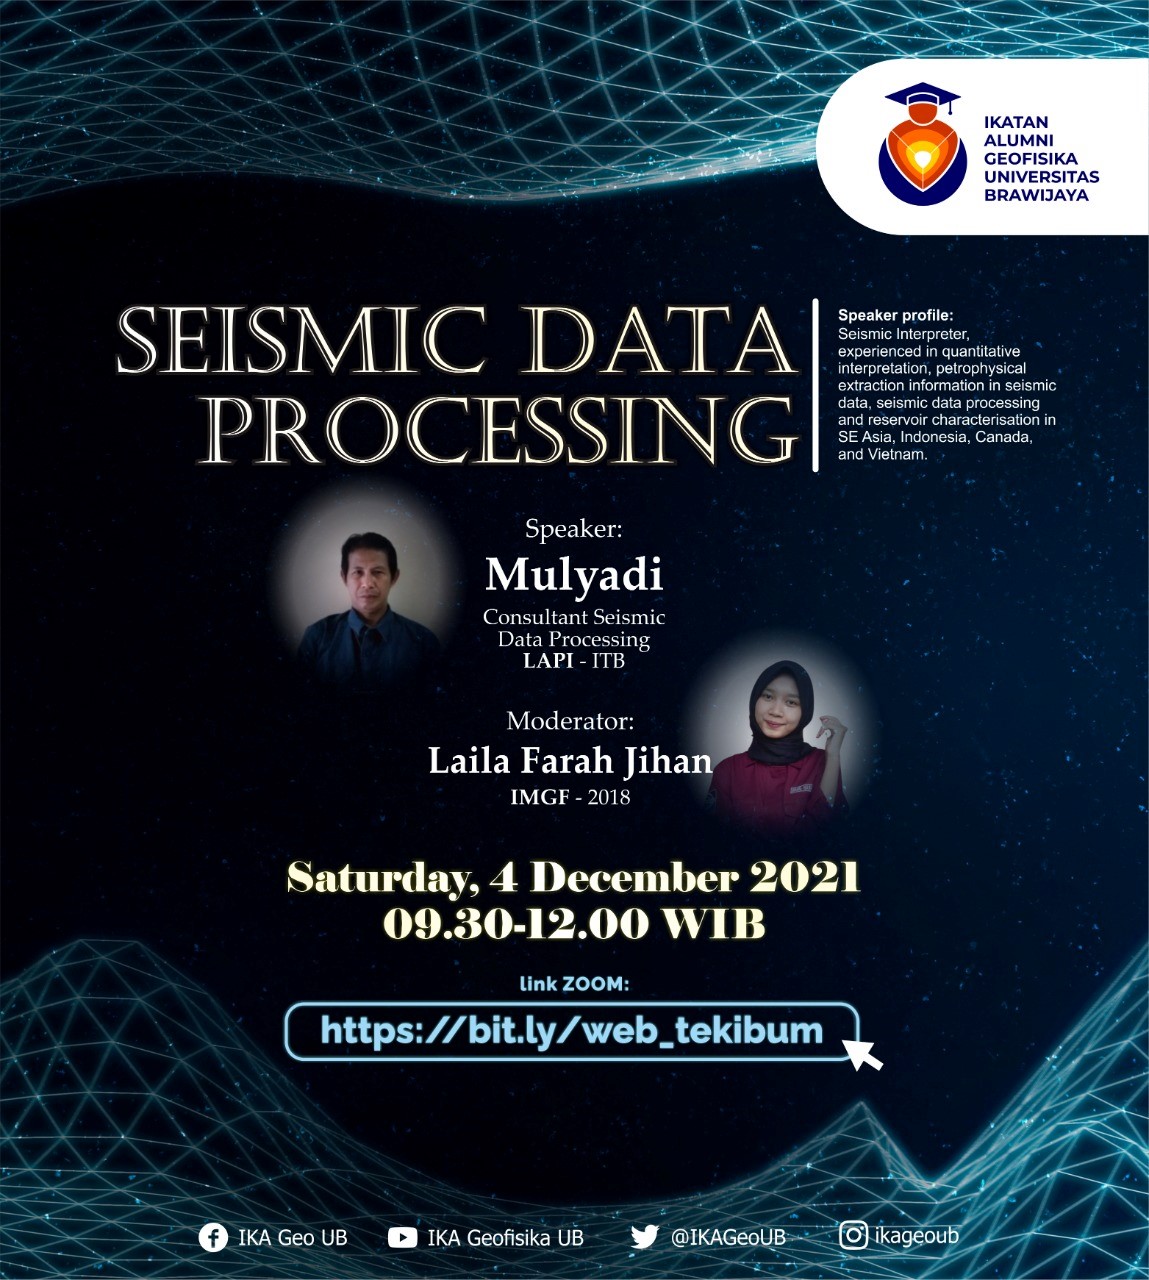 IKATAN
ALUMNI
GEOFISIKA
UNIVERSITAS
BRAWIJAYA
SEISMIC DATA
PROCESSING
Speaker profile:
Seismic Interpreter,
experienced in quantitative
interpretation, petrophysical
extraction information in seismic
data, seismic data processing
and reservoir characterisation in
SE Asia, Indonesia, Canada,
and Vietnam.
Speaker:
Mulyadi
Consultant Seismic
Data Processing
LAPI - ITB
Moderator:
Laila Farah Jihan
IMGF - 2018
Saturday, 4 December 2021
09.30-12.00 WIB
link ZOOM:
https://bit.ly/web_tekibum
IKA Geo UB
IKA Geofisika UB
@IKAGeoUB
ikageoub